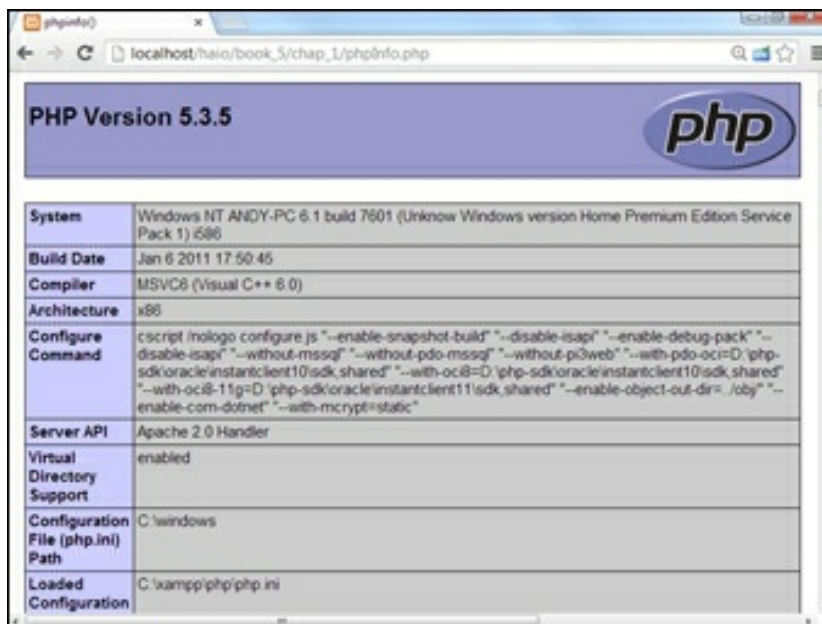 phpinfo()
localhost/haio/book_5/chap_1/phpInfo.php
PHP Version 5.3.5
php
System
Windows NT ANDY-PC 6.1 build 7601 (Unknow Windows version Home Premium Edition Service
Pack 1) i586
Build Date
Jan 6 2011 17:50:45
Compiler
MSVC6 (Visual C++ 6.0)
Architecture
x86
Configure
Command
cscript /nologo configure.js "--enable-snapshot-build" "--disable-isapi" "--enable-debug-pack" "--
disable-isapi" "--without-mssql" "--without-pdo-mssql" "--without-pi3web" "--with-pdo-oci=D:\php-
sdk\oracle\instantclient10\sdk,shared" "--with-oci8=D:\php-sdk\oracle\instantclient10\sdk,shared"
"--with-oci8-11g=D:\php-sdk\oracle\instantclient11\sdk,shared" "--enable-object-out-dir=../obj/" "--
enable-com-dotnet" "--with-mcrypt=static"
Server API
Apache 2.0 Handler
Virtual
Directory
Support
enabled
Configuration
File (php.ini)
Path
C:\windows
Loaded
Configuration
C:\xampp\php\php.ini